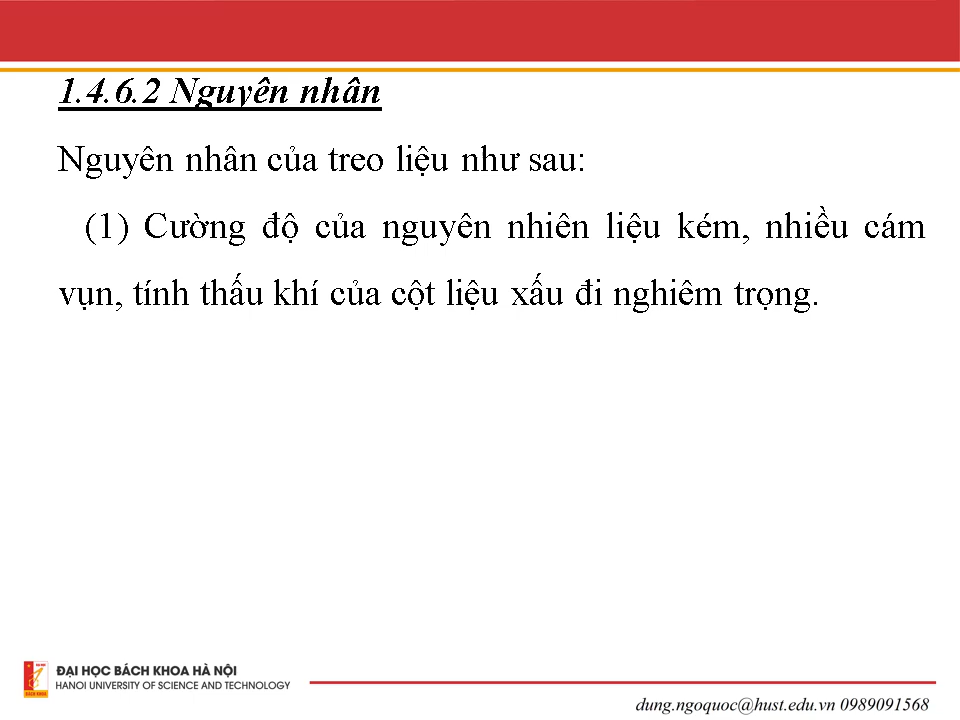 1.4.6.2 Nguyên nhân
Nguyên nhân của treo liệu như sau:
(1) Cường độ của nguyên nhiên liệu kém, nhiều cám
vụn, tính thấu khí của cột liệu xấu đi nghiêm trọng.
ĐẠI HỌC BÁCH KHOA HÀ NỘI
HANOI UNIVERSITY OF SCIENCE AND TECHNOLOGY
dung.ngoquoc@hust.edu.vn 0989091568